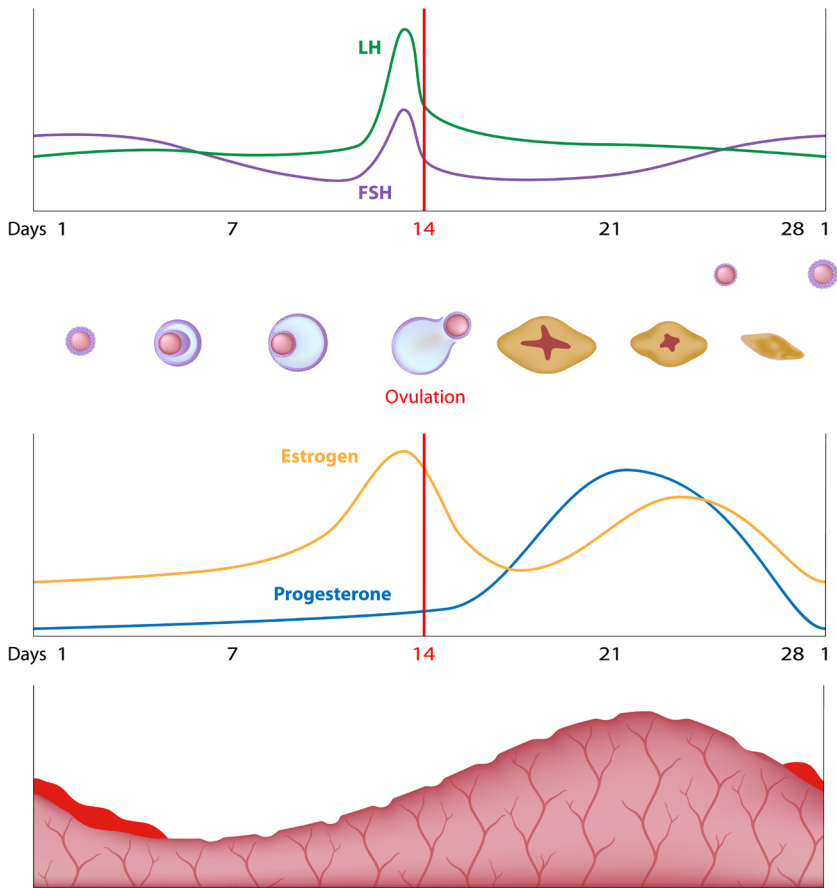 LH
FSH
Days 1 7 14 21 28 1
Ovulation
Estrogen
Progesterone
Days 1 7 14 21 28 1